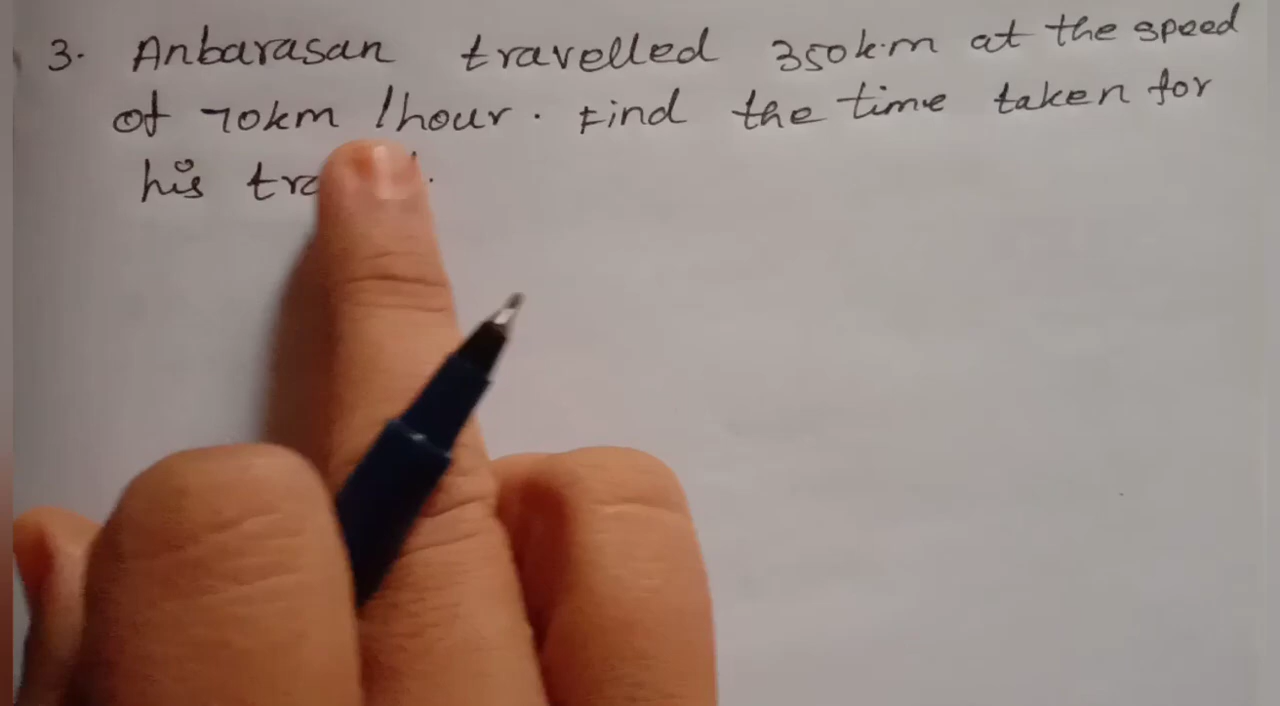 3. Anbarasan travelled 350km at the speed
of 70km /hour. Find the time taken for
his